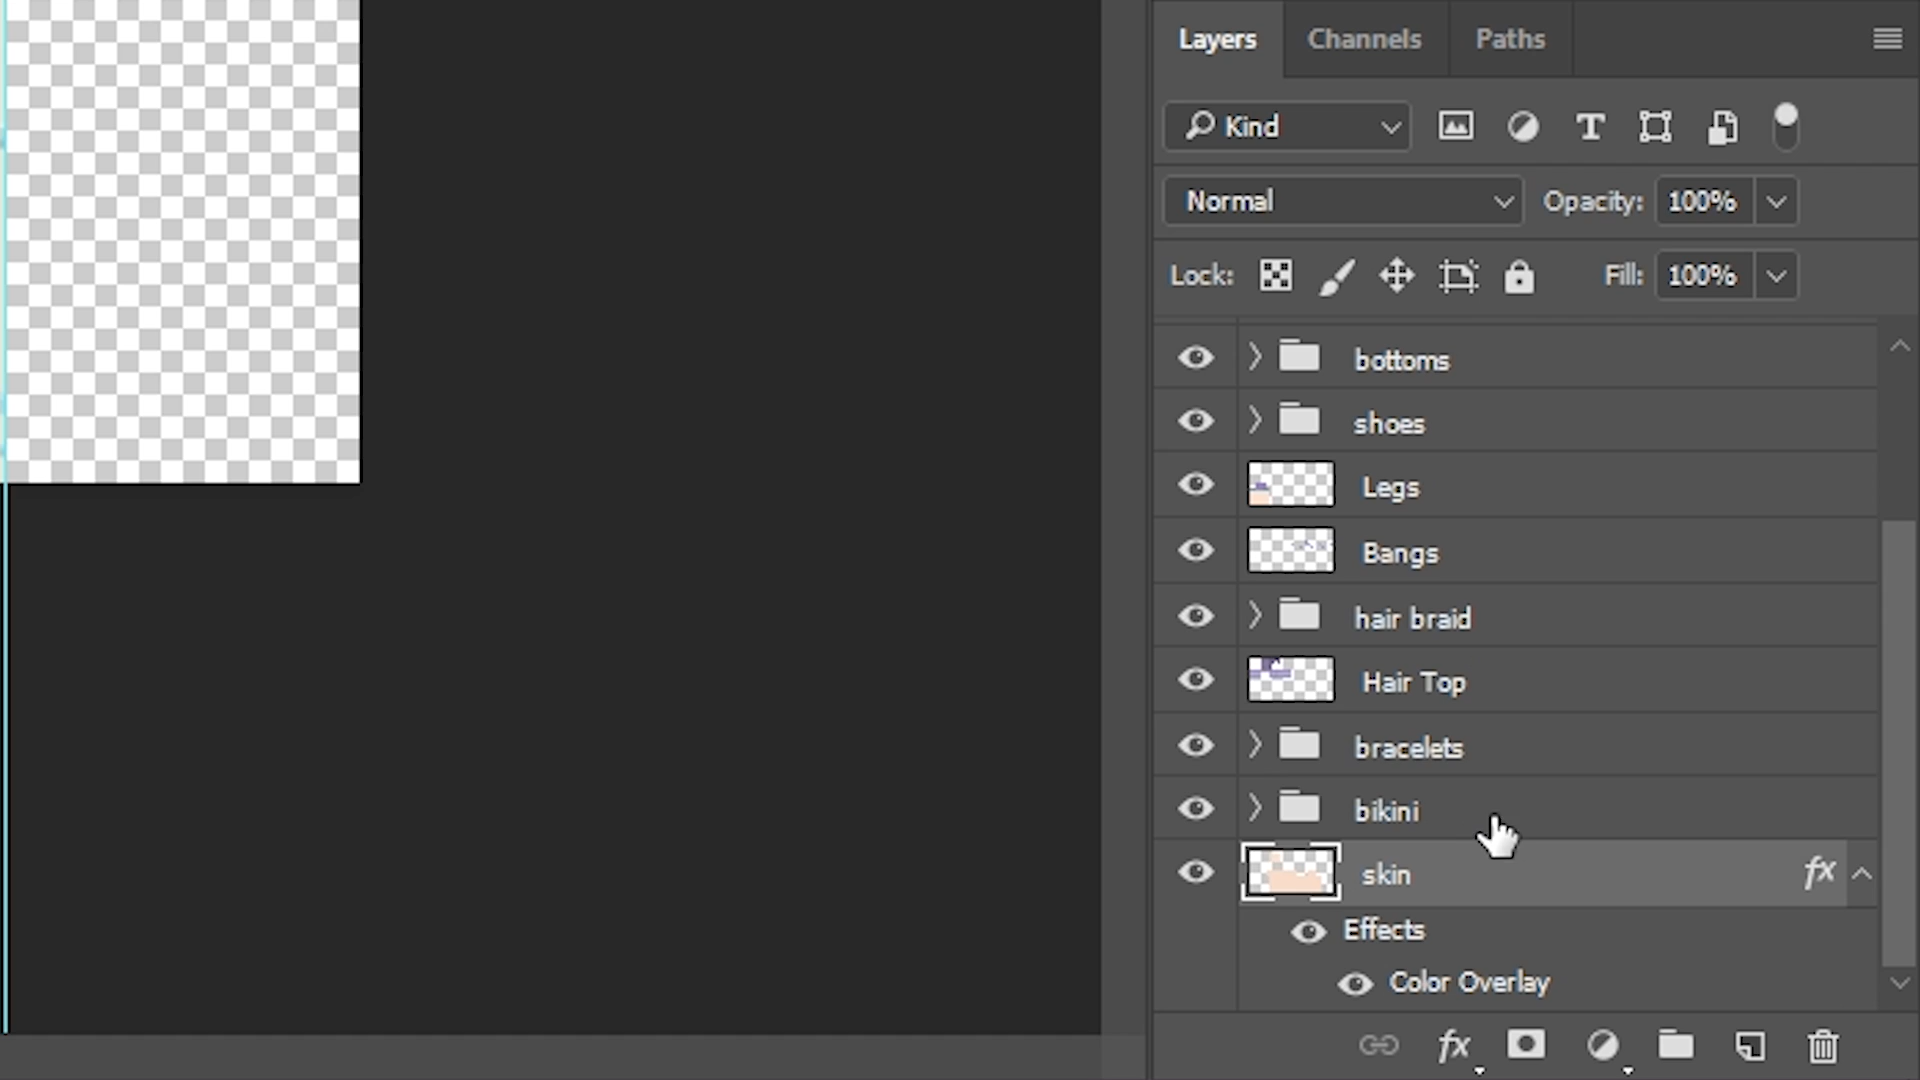 Layers Channels Paths
Kind
Normal Opacity: 100%
Lock: Fill: 100%
bottoms
shoes
Legs
Bangs
hair braid
Hair Top
bracelets
bikini
skin fx
Effects
Color Overlay
fx